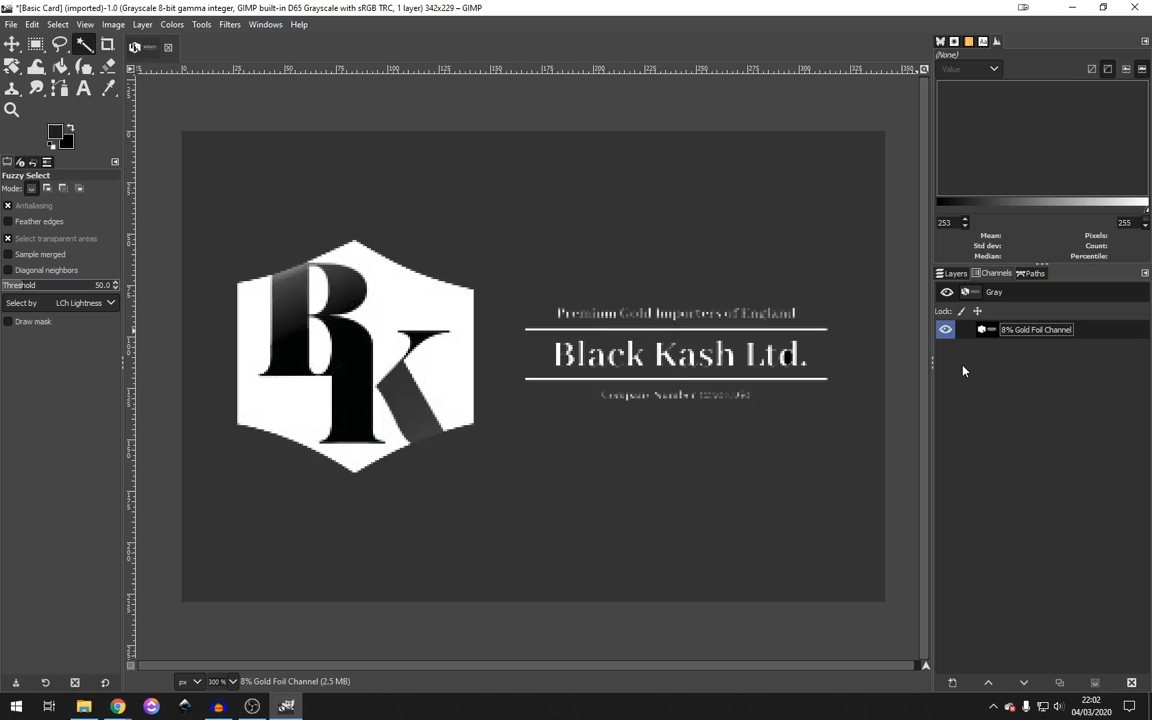 *[Basic Card] (imported)-1.0 (Grayscale 8-bit gamma integer, GIMP built-in D65 Grayscale with sRGB TRC, 1 layer) 342x229 – GIMP
File Edit Select View Image Layer Colors Tools Filters Windows Help
(None)
Value
Fuzzy Select
Mode:
Antialiasing
Feather edges
Select transparent areas
Sample merged
Diagonal neighbors
Threshold 50.0
Select by LCh Lightness
Draw mask
BK
Premium Gold Importers of England
Black Kash Ltd.
Company Number
253 255
Mean: Pixels:
Std dev: Count:
Median: Percentile:
Layers Channels Paths
Gray
Lock:
8% Gold Foil Channel
px 300 % 8% Gold Foil Channel (2.5 MB)
22:02
04/03/2020